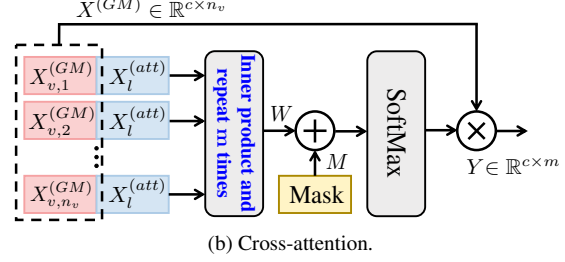 X^{(GM)} ∈ ℝ^{c×n_v}
X_{v,1}^{(GM)} X_l^{(att)}
X_{v,2}^{(GM)} X_l^{(att)}
X_{v,n_v}^{(GM)} X_l^{(att)}
Inner product and
repeat m times
W
+
M
Mask
SoftMax
×
Y ∈ ℝ^{c×m}
(b) Cross-attention.